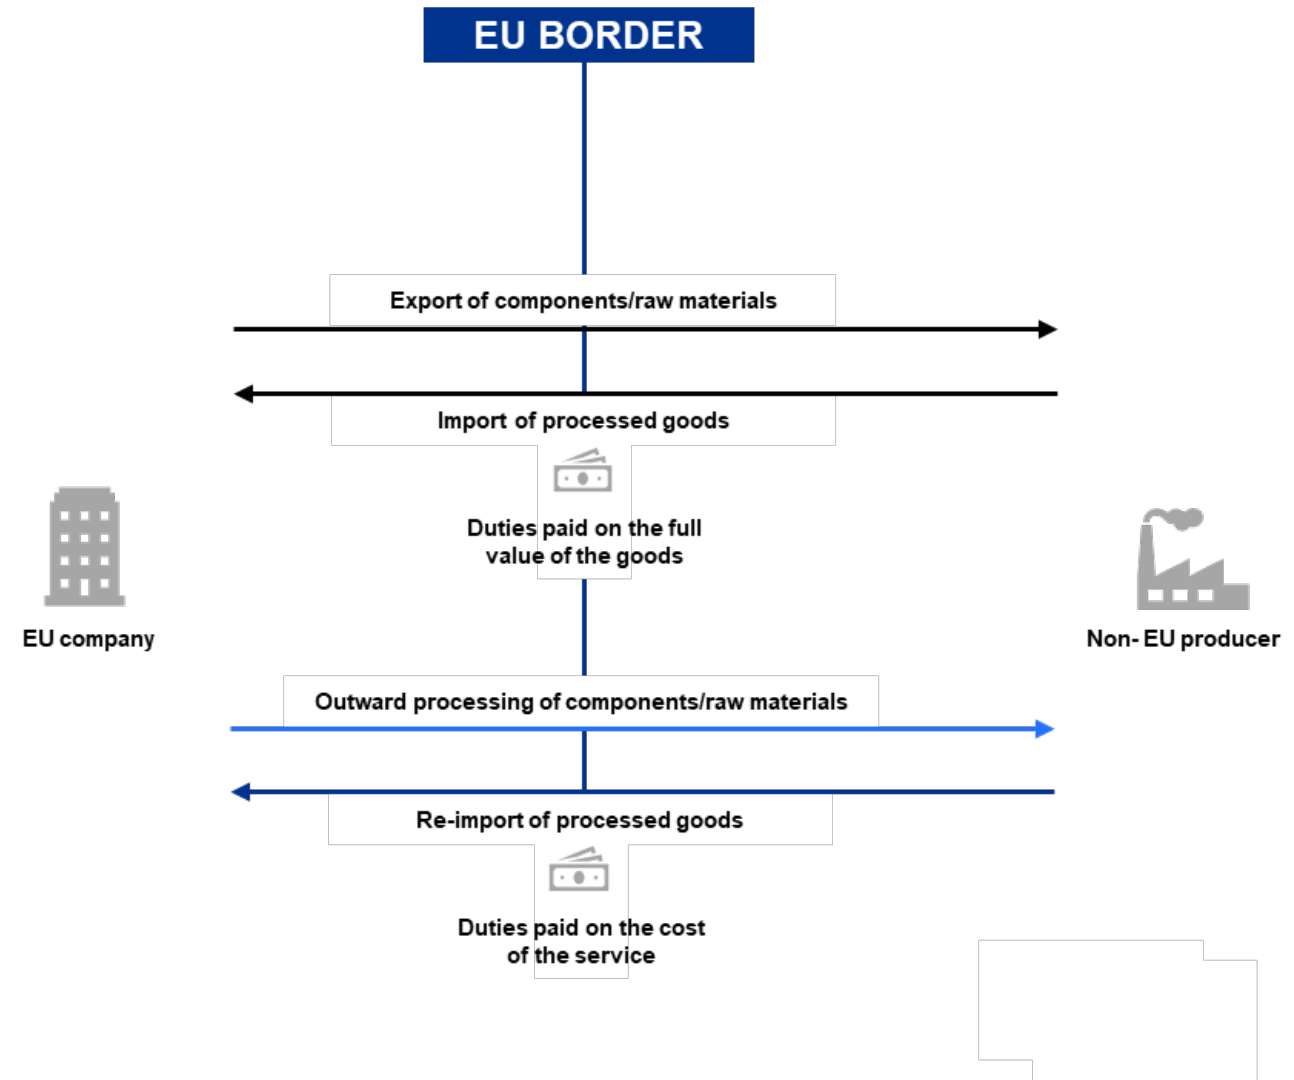 EU BORDER
Export of components/raw materials
Import of processed goods
Duties paid on the full
value of the goods
EU company
Non- EU producer
Outward processing of components/raw materials
Re-import of processed goods
Duties paid on the cost
of the service